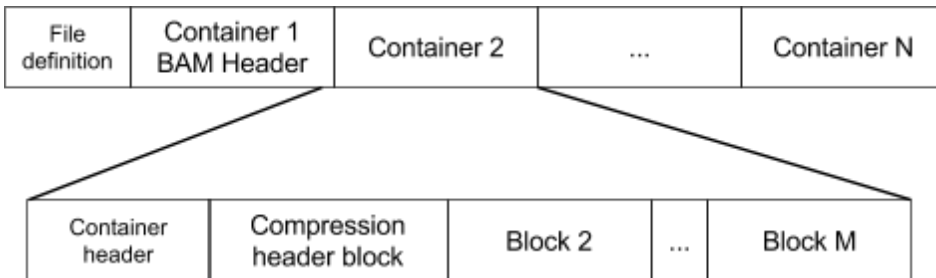 File
definition
Container 1
BAM Header
Container 2
...
Container N
Container
header
Compression
header block
Block 2
...
Block M